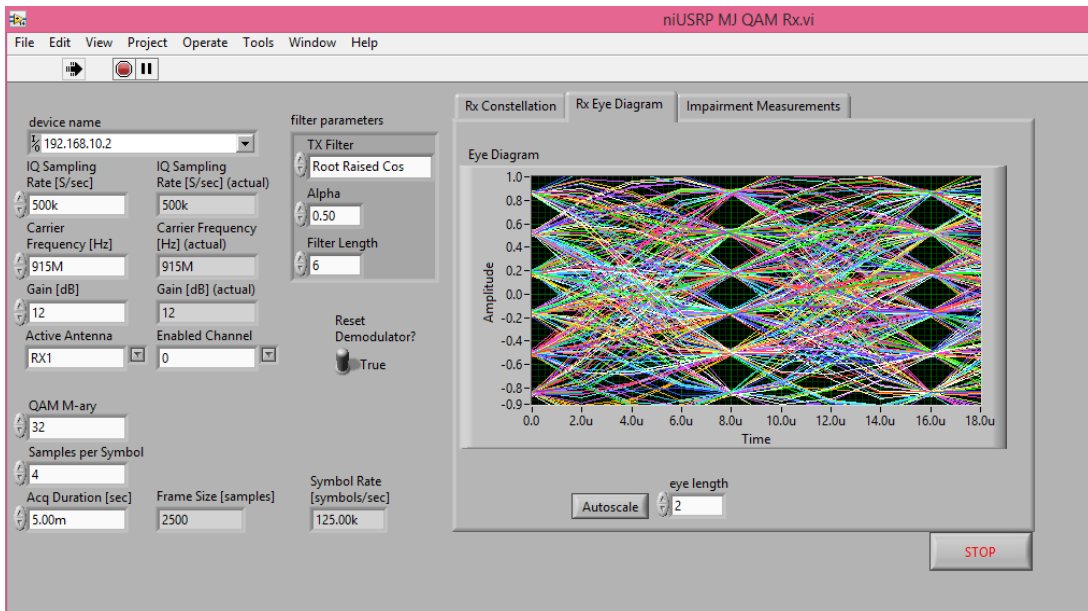 niUSRP MJ QAM Rx.vi
File Edit View Project Operate Tools Window Help
device name
192.168.10.2
IQ Sampling
Rate [S/sec]
500k
IQ Sampling
Rate [S/sec] (actual)
500k
Carrier
Frequency [Hz]
915M
Carrier Frequency
[Hz] (actual)
915M
Gain [dB]
12
Gain [dB] (actual)
12
Active Antenna
RX1
Enabled Channel
0
QAM M-ary
32
Samples per Symbol
4
Acq Duration [sec]
5.00m
Frame Size [samples]
2500
filter parameters
TX Filter
Root Raised Cos
Alpha
0.50
Filter Length
6
Reset
Demodulator?
True
Symbol Rate
[symbols/sec]
125.00k
Rx Constellation Rx Eye Diagram Impairment Measurements
Eye Diagram
Amplitude
1.0
0.8
0.6
0.4
0.2
0.0
-0.2
-0.4
-0.6
-0.8
-0.9
0.0 2.0u 4.0u 6.0u 8.0u 10.0u 12.0u 14.0u 16.0u 18.0u
Time
Autoscale
eye length
2
STOP